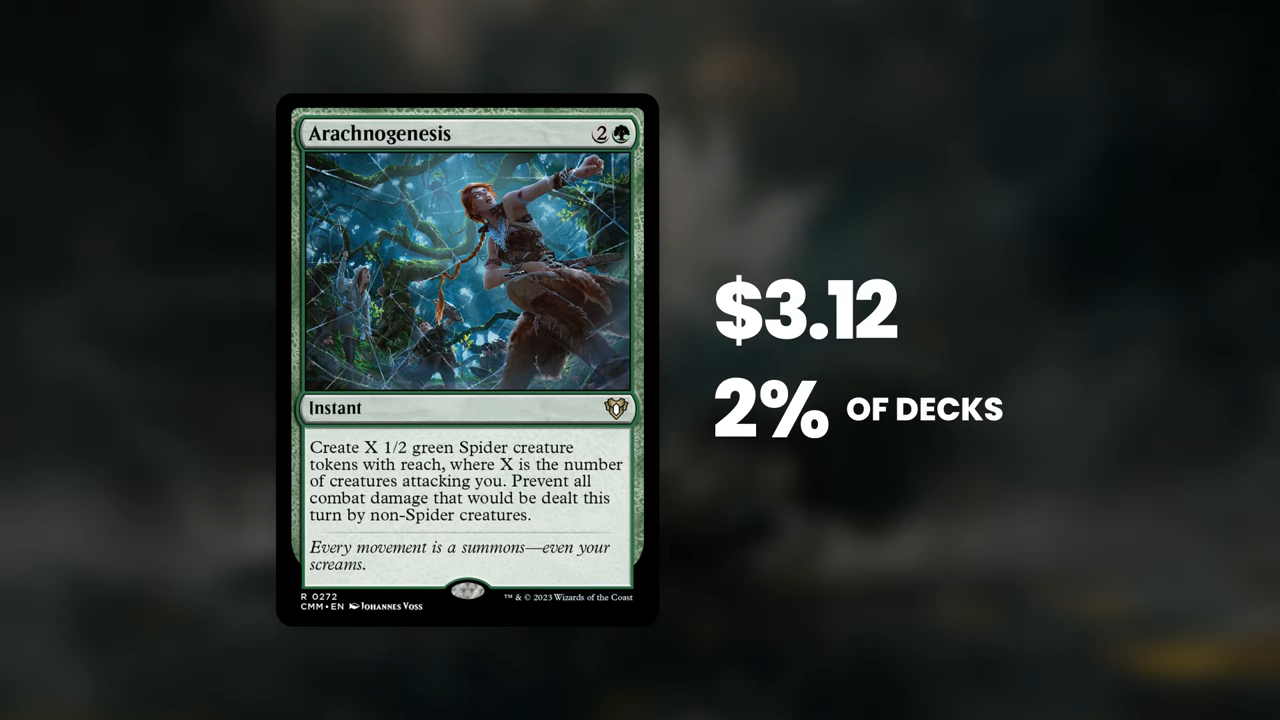 Arachnogenesis 2
Instant
Create X 1/2 green Spider creature
tokens with reach, where X is the number
of creatures attacking you. Prevent all
combat damage that would be dealt this
turn by non-Spider creatures.
Every movement is a summons—even your
screams.
R 0272
CMM • EN Johannes Voss
™ & © 2023 Wizards of the Coast
$3.12
2% OF DECKS